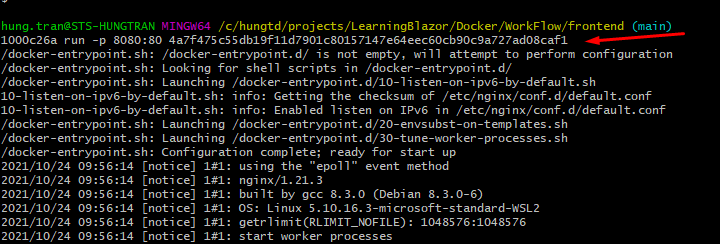 hung.tran@STS-HUNGTRAN MINGW64 /c/hungtd/projects/LearningBlazor/Docker/WorkFlow/frontend (main)
1000c26a run -p 8080:80 4a7f475c55db19f11d7901c80157147e64eec60cb90c9a727ad08caf1
/docker-entrypoint.sh: /docker-entrypoint.d/ is not empty, will attempt to perform configuration
/docker-entrypoint.sh: Looking for shell scripts in /docker-entrypoint.d/
/docker-entrypoint.sh: Launching /docker-entrypoint.d/10-listen-on-ipv6-by-default.sh
10-listen-on-ipv6-by-default.sh: info: Getting the checksum of /etc/nginx/conf.d/default.conf
10-listen-on-ipv6-by-default.sh: info: Enabled listen on IPv6 in /etc/nginx/conf.d/default.conf
/docker-entrypoint.sh: Launching /docker-entrypoint.d/20-envsubst-on-templates.sh
/docker-entrypoint.sh: Launching /docker-entrypoint.d/30-tune-worker-processes.sh
/docker-entrypoint.sh: Configuration complete; ready for start up
2021/10/24 09:56:14 [notice] 1#1: using the "epoll" event method
2021/10/24 09:56:14 [notice] 1#1: nginx/1.21.3
2021/10/24 09:56:14 [notice] 1#1: built by gcc 8.3.0 (Debian 8.3.0-6)
2021/10/24 09:56:14 [notice] 1#1: OS: Linux 5.10.16.3-microsoft-standard-WSL2
2021/10/24 09:56:14 [notice] 1#1: getrlimit(RLIMIT_NOFILE): 1048576:1048576
2021/10/24 09:56:14 [notice] 1#1: start worker processes